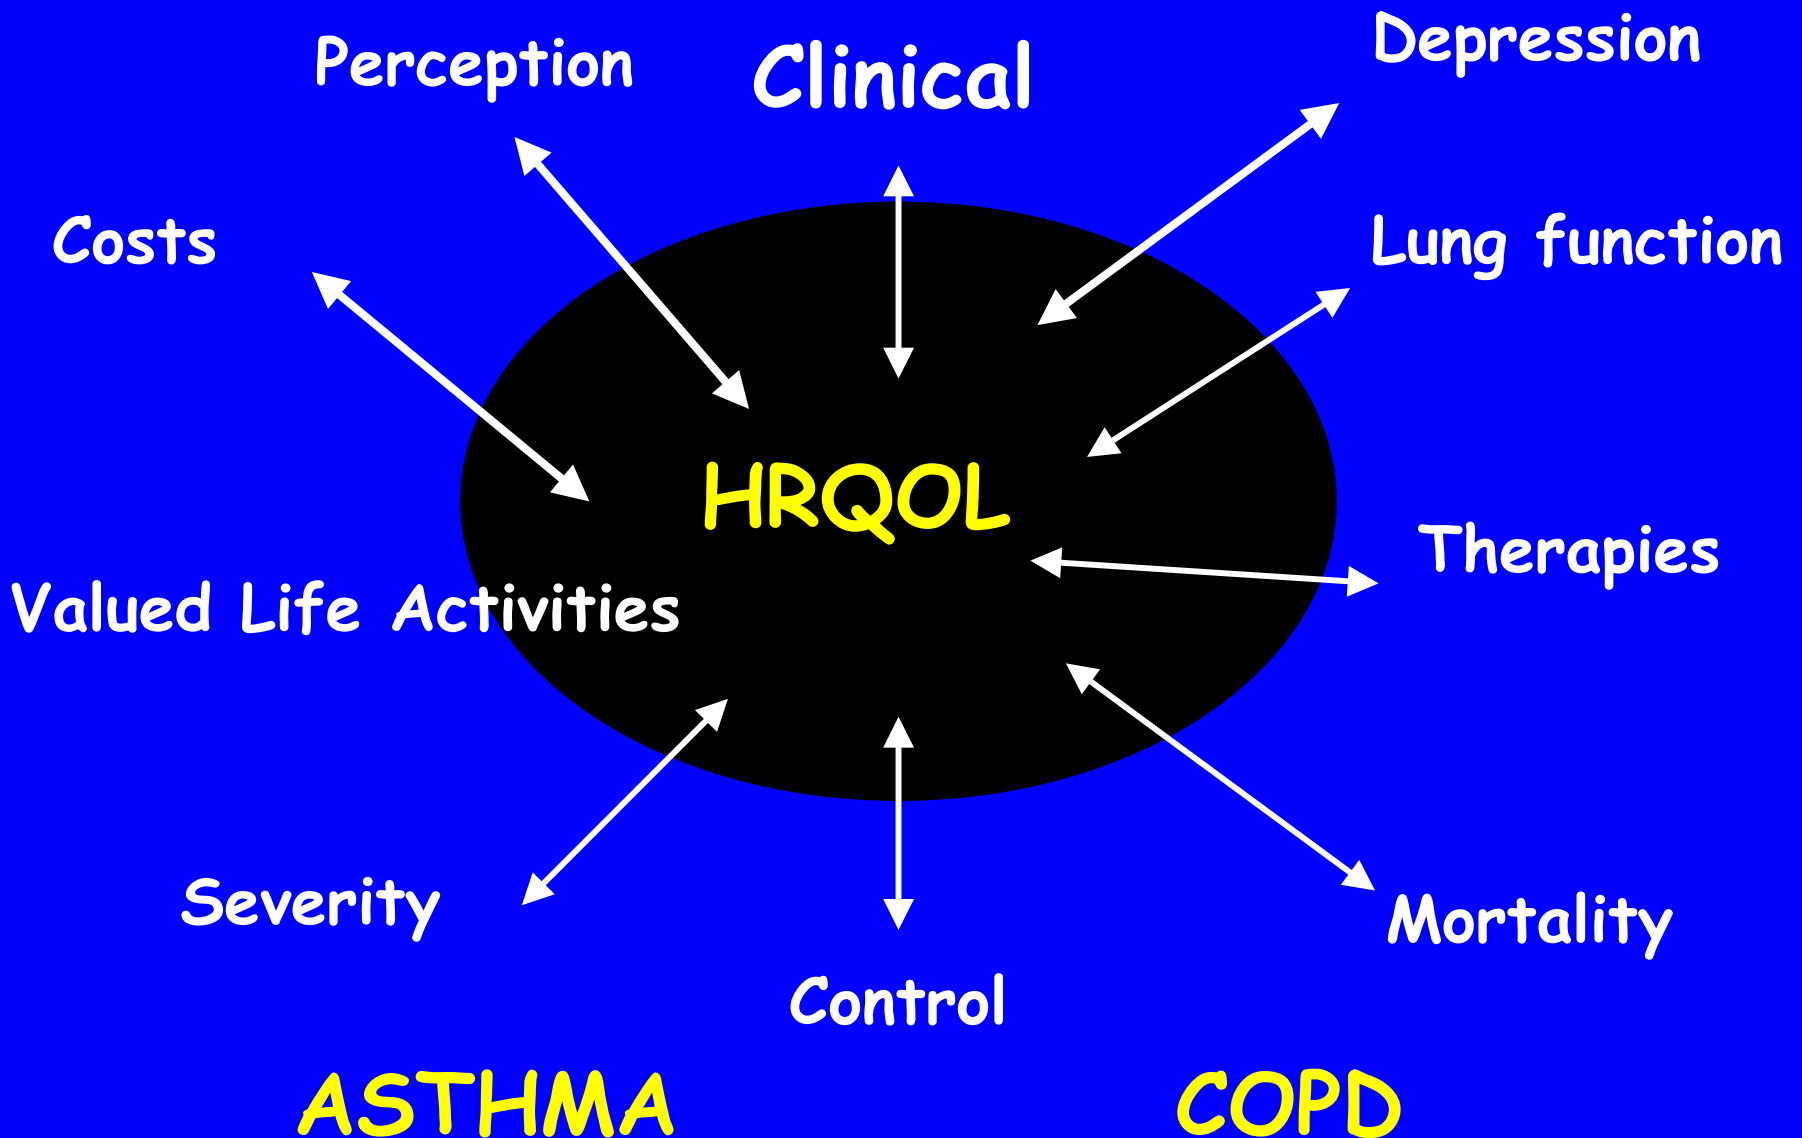 Perception
Clinical
Depression
Costs
Lung function
HRQOL
Therapies
Valued Life Activities
Severity
Mortality
Control
ASTHMA
COPD